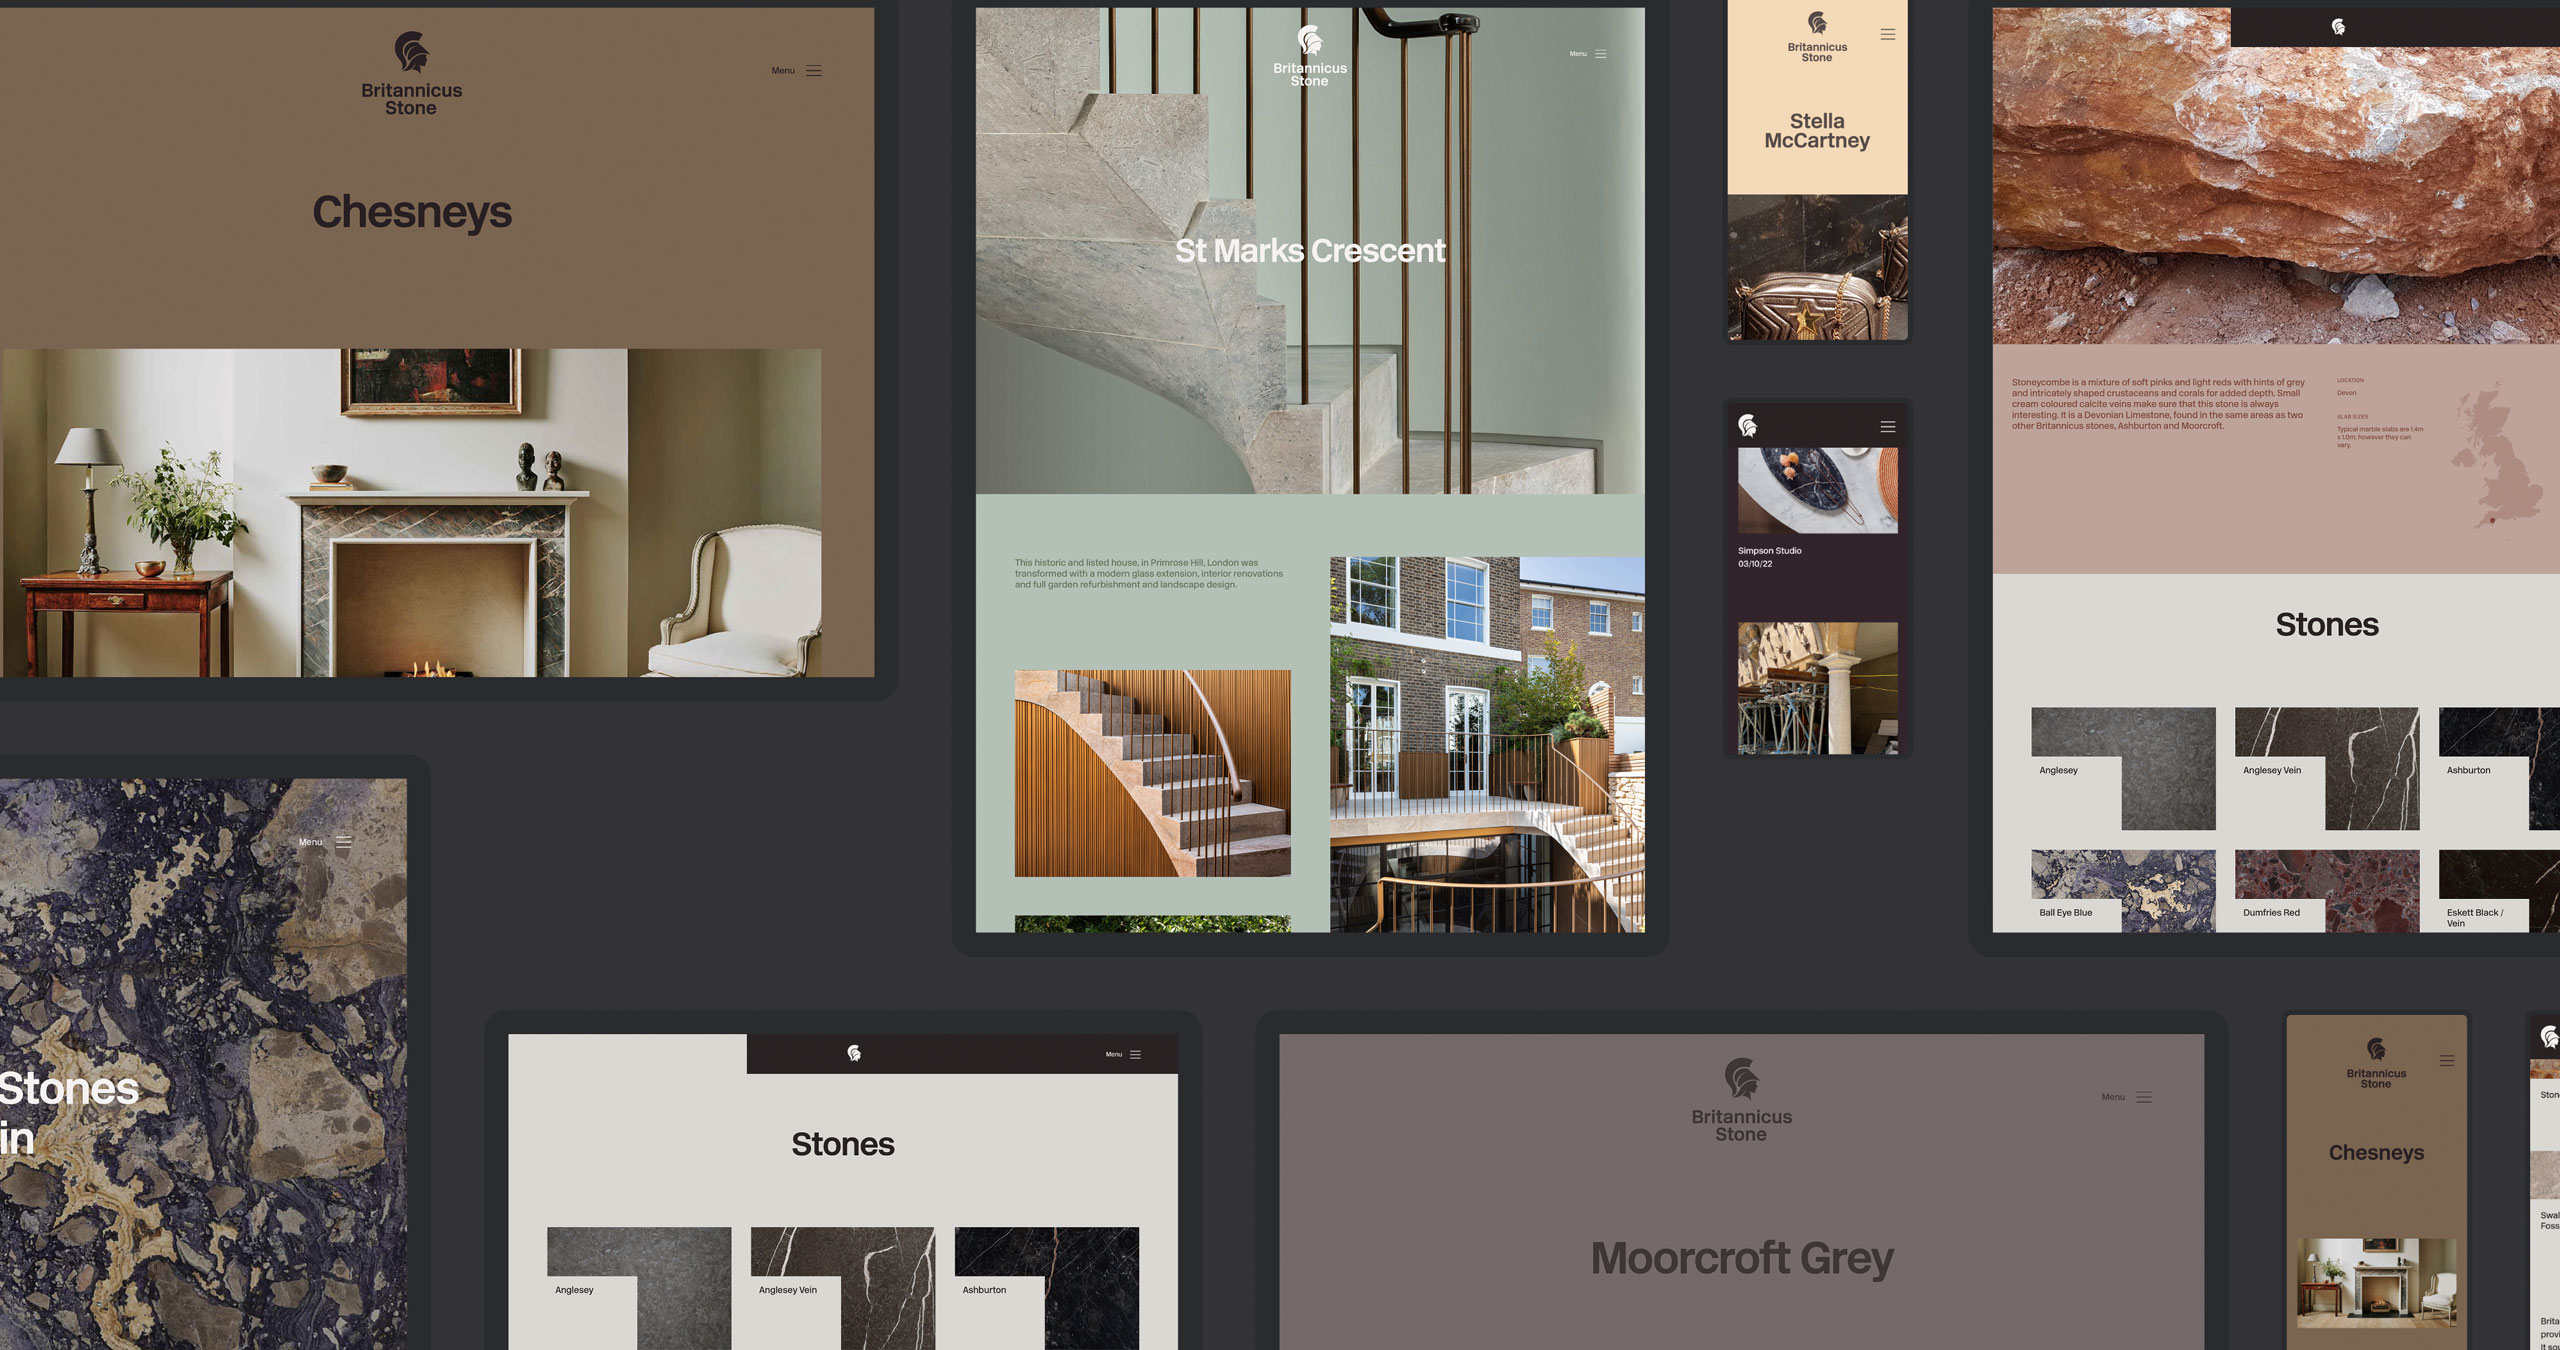 Britannicus
Stone
Menu
Chesneys
Britannicus
Stone
Menu
St Marks Crescent
This historic and listed house, in Primrose Hill, London was
transformed with a modern glass extension, interior renovations
and full garden refurbishment and landscape design.
Britannicus
Stone
Stella
McCartney
Simpson Studio
03/10/22
Stoneycombe is a mixture of soft pinks and light reds with hints of grey
and intricately shaped crustaceans and corals for added depth. Small
cream coloured calcite veins make sure that this stone is always
interesting. It is a Devonian Limestone, found in the same areas as two
other Britannicus stones, Ashburton and Moorcroft.
LOCATION
Devon
SLAB SIZES
Typical marble slabs are 1.4m
x 1.0m; however they can
vary.
Stones
Anglesey
Anglesey Vein
Ashburton
Ball Eye Blue
Dumfries Red
Eskett Black /
Vein
Menu
Stones
in
Menu
Stones
Anglesey
Anglesey Vein
Ashburton
Britannicus
Stone
Menu
Moorcroft Grey
Britannicus
Stone
Chesneys
Ston
Swal
Foss
Brita
provi
It sou